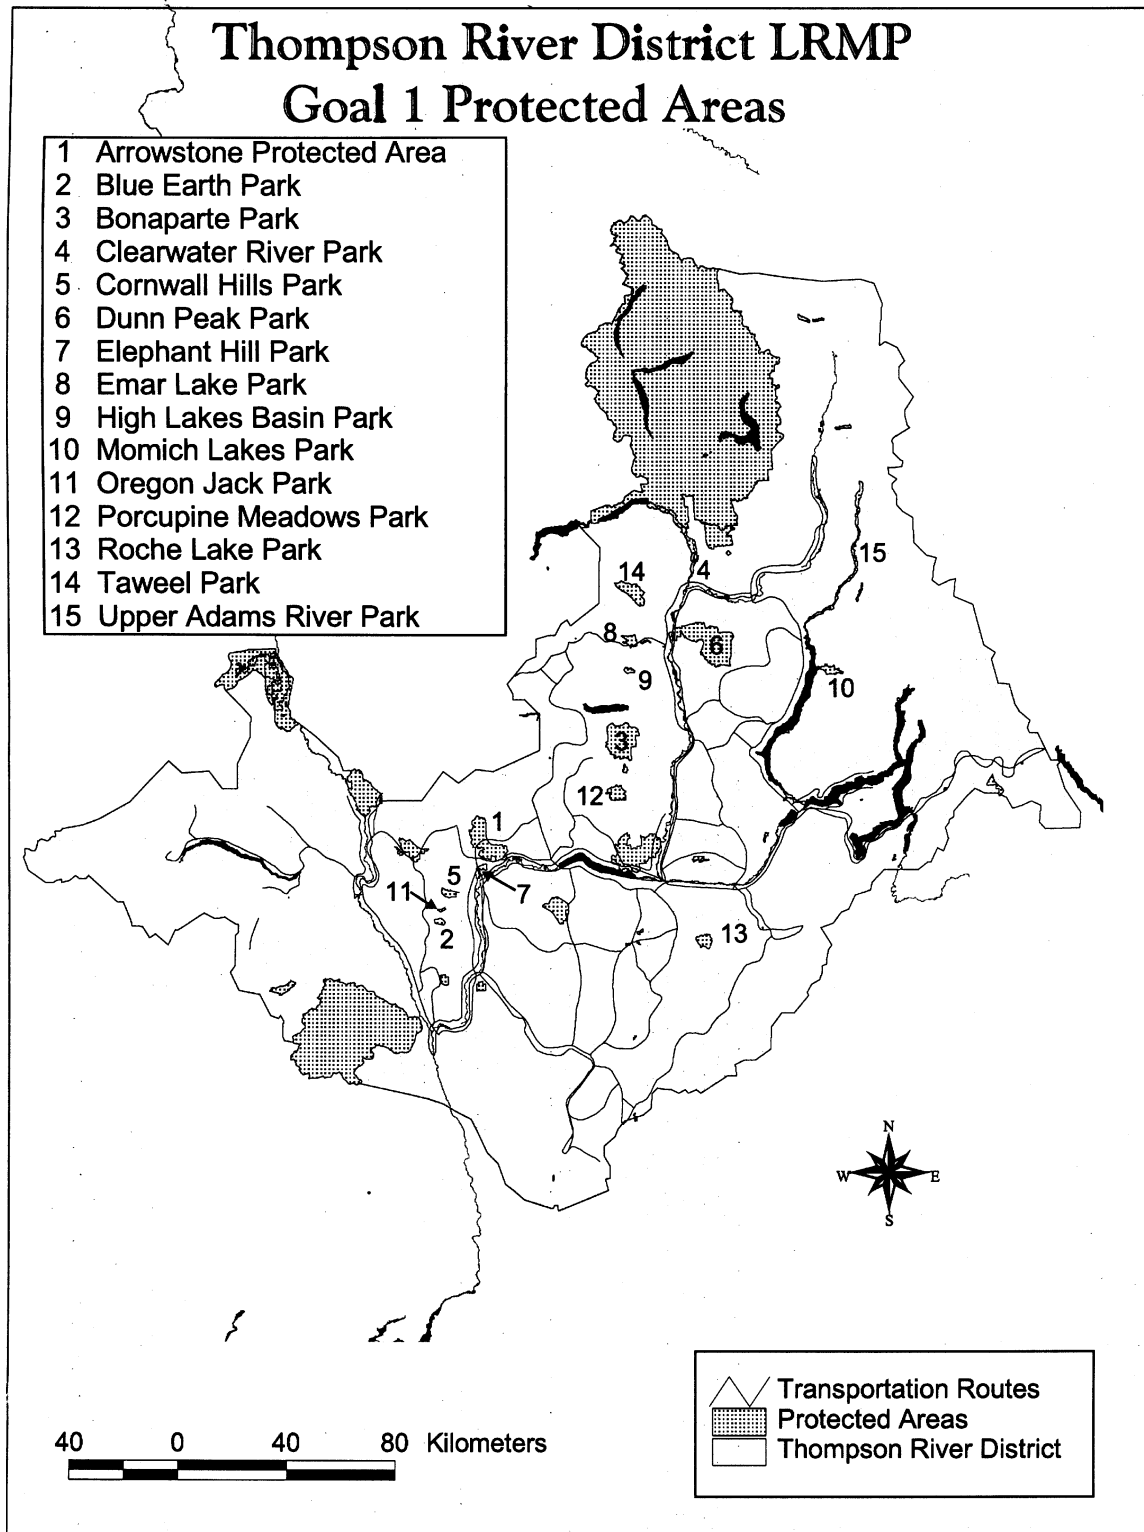 Thompson River District LRMP
Goal 1 Protected Areas
1 Arrowstone Protected Area
2 Blue Earth Park
3 Bonaparte Park
4 Clearwater River Park
5 Cornwall Hills Park
6 Dunn Peak Park
7 Elephant Hill Park
8 Emar Lake Park
9 High Lakes Basin Park
10 Momich Lakes Park
11 Oregon Jack Park
12 Porcupine Meadows Park
13 Roche Lake Park
14 Taweel Park
15 Upper Adams River Park
15
14
4
8
6
9
10
3
12
1
5
11
7
2
13
N
W E
S
Transportation Routes
Protected Areas
Thompson River District
40 0 40 80 Kilometers